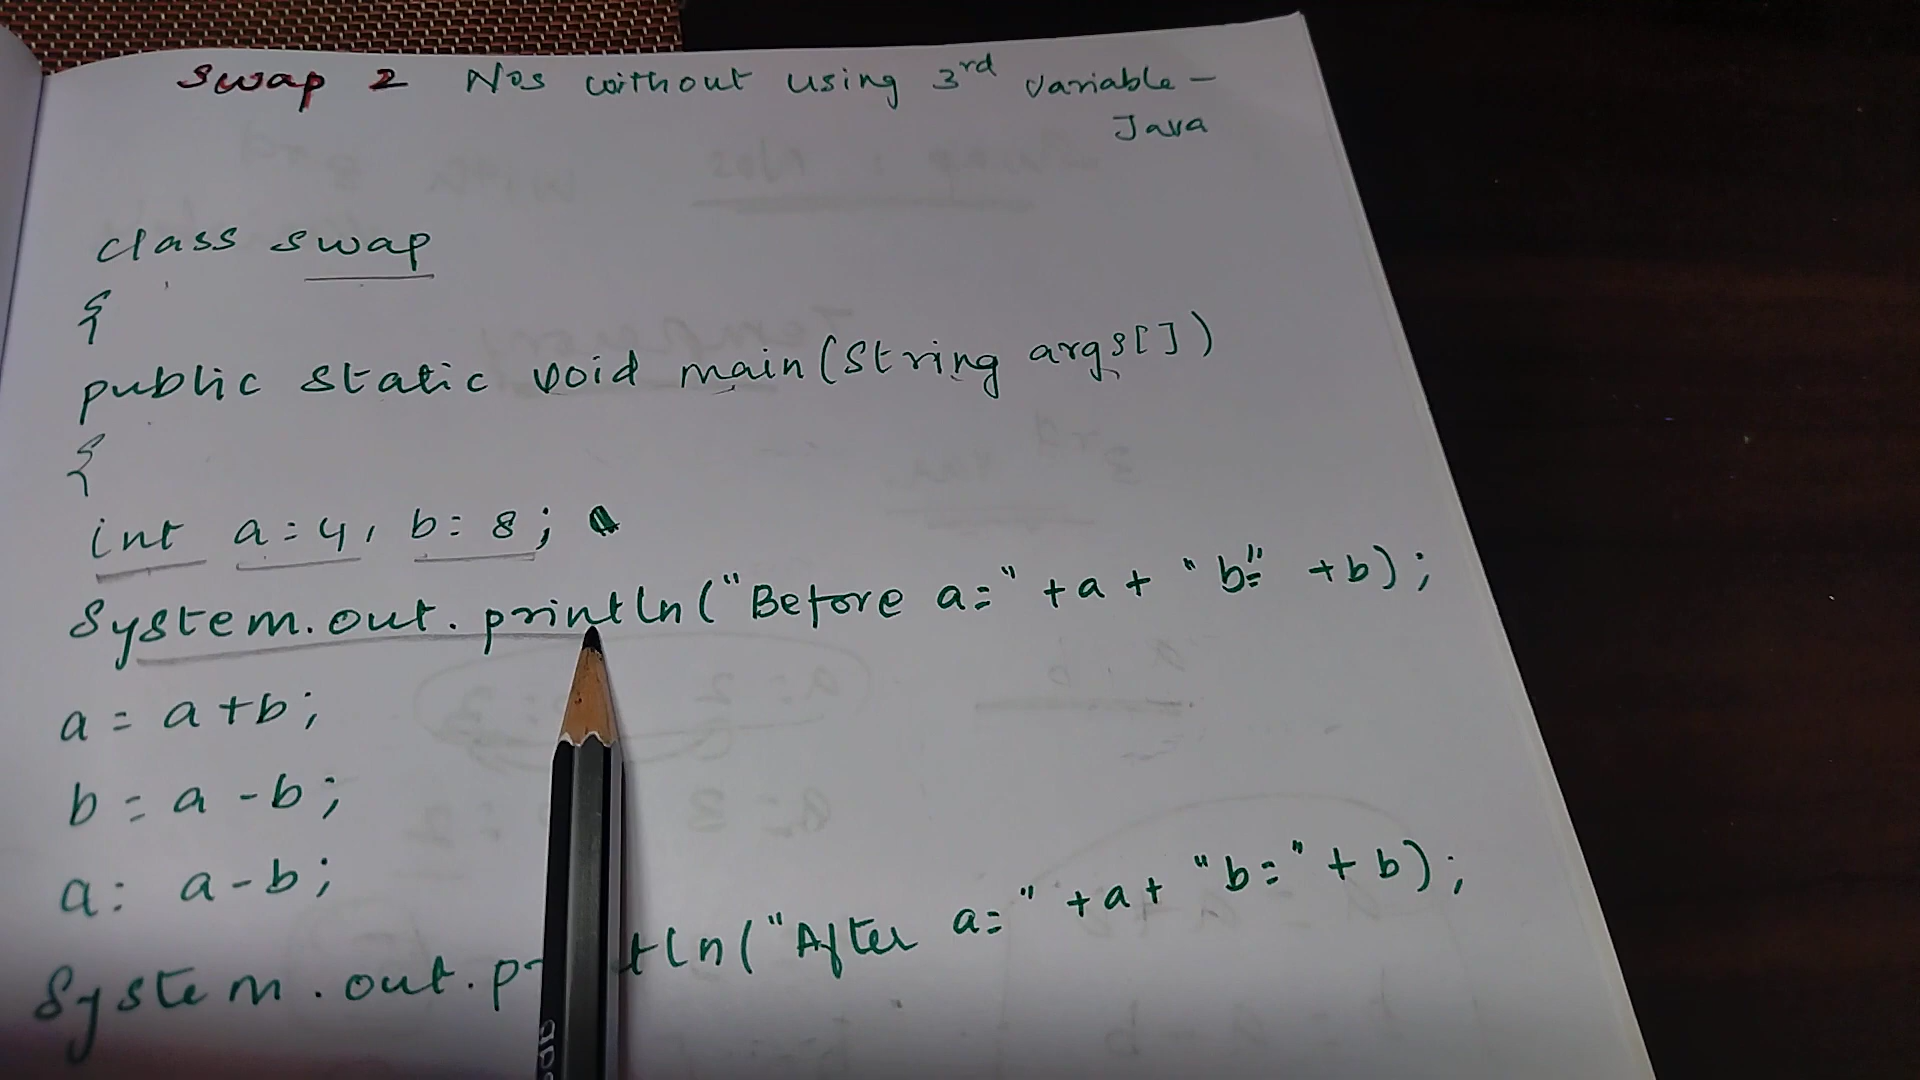 Swap 2 Nos without using 3rd variable -
Java
class swap
{
public static void main(String args[])
{
int a=4, b=8;
System.out.println("Before a=" +a+ "b=" +b);
a = a+b;
b = a-b;
a= a-b;
System.out.p tln("After a=" +a+ "b=" + b);